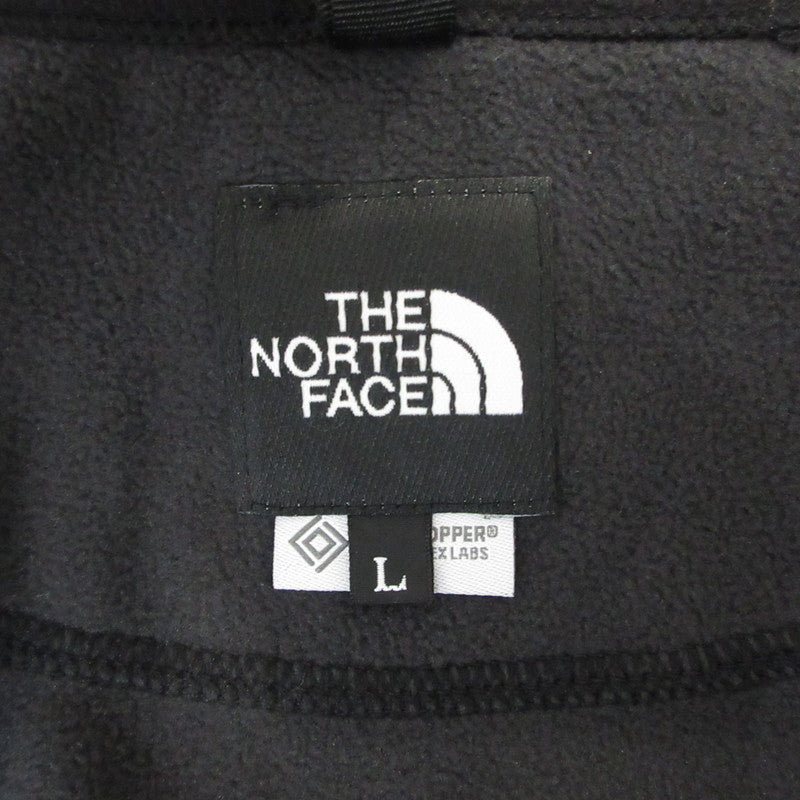 THE
NORTH
FACE
OPPER®
EX LABS
L